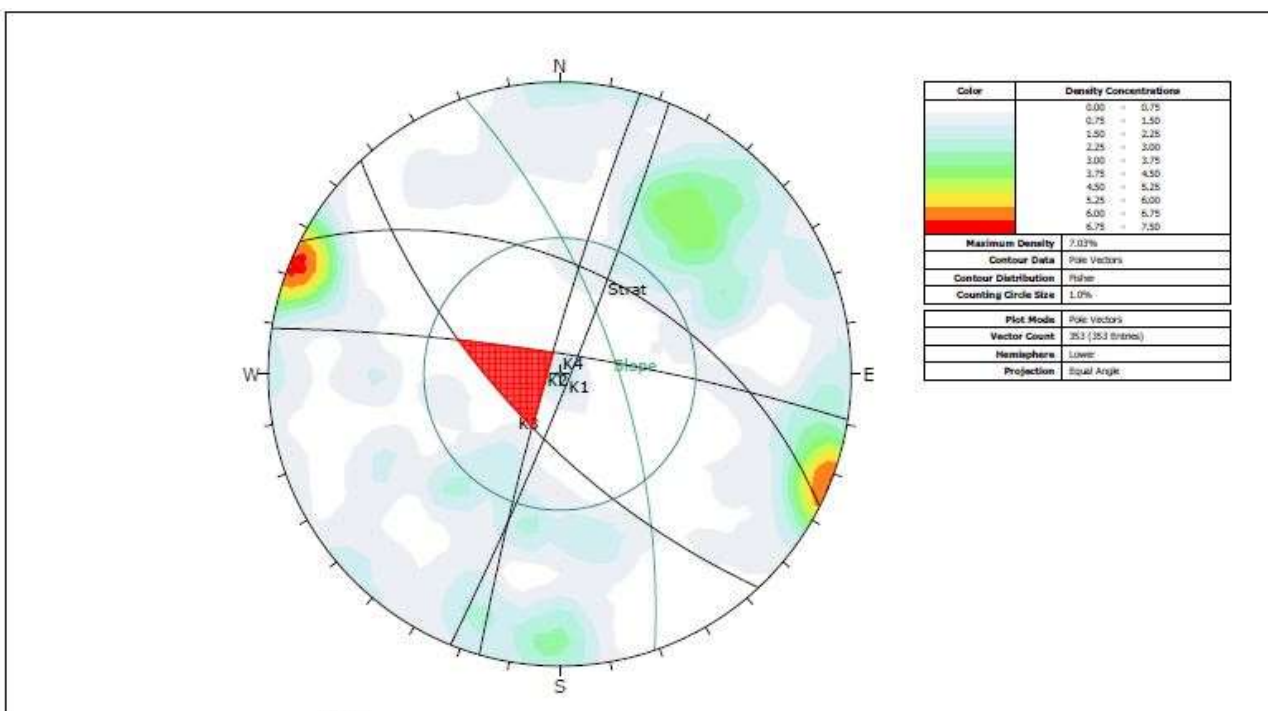 N
W
E
S
Strat
Slope
K4
K1
K3
Color Density Concentrations
0.00 - 0.75
0.75 - 1.50
1.50 - 2.25
2.25 - 3.00
3.00 - 3.75
3.75 - 4.50
4.50 - 5.25
5.25 - 6.00
6.00 - 6.75
6.75 - 7.50
Maximum Density 7.03%
Contour Data Pole Vectors
Contour Distribution Fisher
Counting Circle Size 1.0%
Plot Mode Pole Vectors
Vector Count 353 (353 Entries)
Hemisphere Lower
Projection Equal Angle